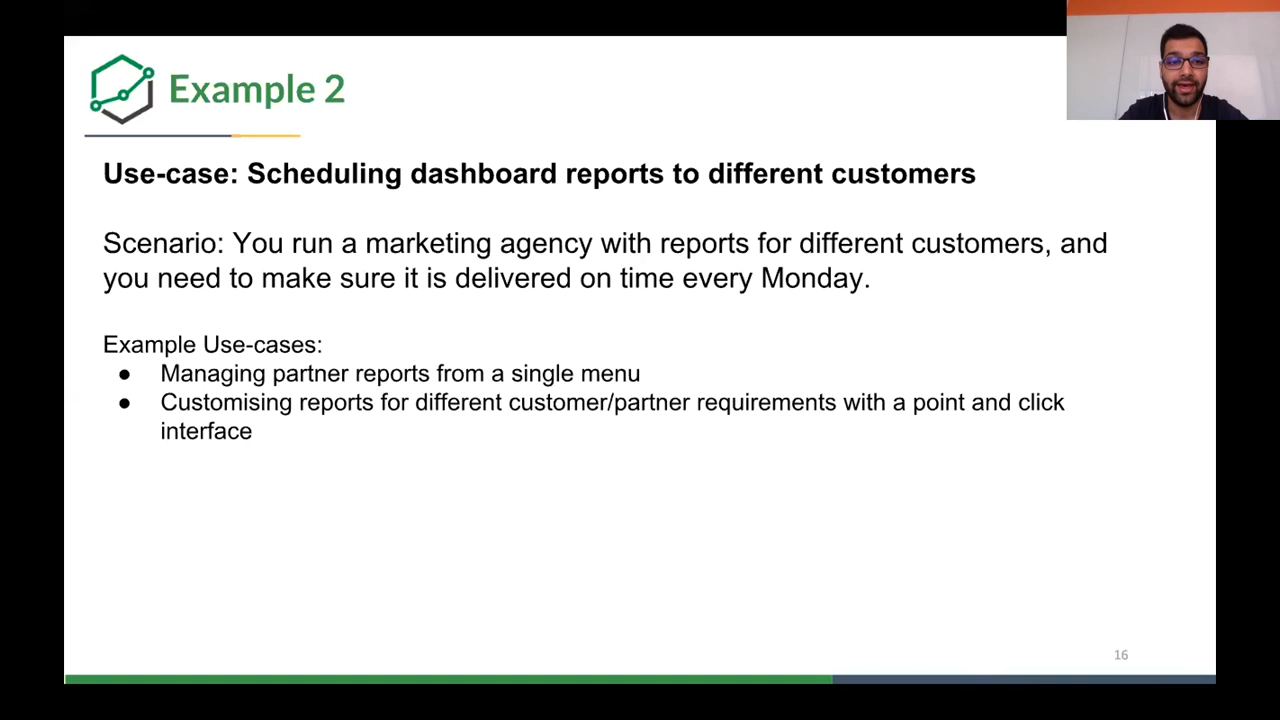 Example 2
Use-case: Scheduling dashboard reports to different customers
Scenario: You run a marketing agency with reports for different customers, and
you need to make sure it is delivered on time every Monday.
Example Use-cases:
● Managing partner reports from a single menu
● Customising reports for different customer/partner requirements with a point and click
interface
16